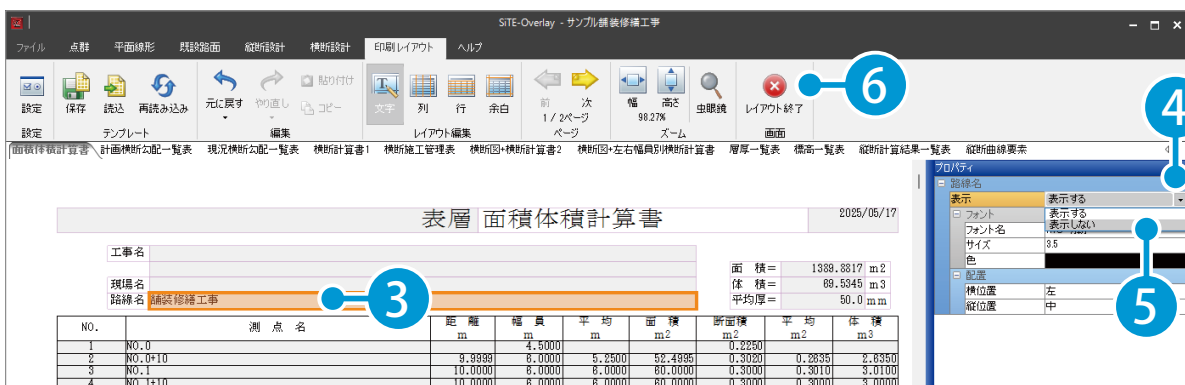 SiTE-Overlay - サンプル舗装修繕工事
ファイル 点群 平面線形 既設路面 縦断設計 横断設計 印刷レイアウト ヘルプ
設定 保存 読込 再読み込み 元に戻す やり直し 貼り付け コピー 文字 列 行 余白 前 次 幅 高さ 虫眼鏡 レイアウト終了
1 / 2ページ 98.27%
設定 テンプレート 編集 レイアウト編集 ページ ズーム 画面
6
4
面積体積計算書 計画横断勾配一覧表 現況横断勾配一覧表 横断計算書1 横断施工管理表 横断図+横断計算書2 横断図+左右幅員別横断計算書 層厚一覧表 標高一覧表 縦断計算結果一覧表 縦断曲線要素
プロパティ
路線名
表示 表示する
表示する
表示しない
フォント
フォント名
サイズ 3.5
色
配置
横位置 左
縦位置 中
5
表層 面積体積計算書 2025/05/17
工事名
現場名
路線名 舗装修繕工事
3
面 積= 1389.3817 m2
体 積= 69.5345 m3
平均厚= 50.0 mm
NO. 測 点 名 距 離 幅 員 平 均 面 積 断面積 平 均 体 積
m m m m2 m2 m2 m3
1 NO.0 4.5000 0.2250
2 NO.0+10 9.9999 6.0000 5.2500 52.4995 0.3020 0.2635 2.6350
3 NO.1 10.0000 6.0000 6.0000 60.0000 0.3000 0.3010 3.0100
4 NO.1+10 10.0000 6.0000 6.0000 60.0000 0.3000 0.3000 3.0000